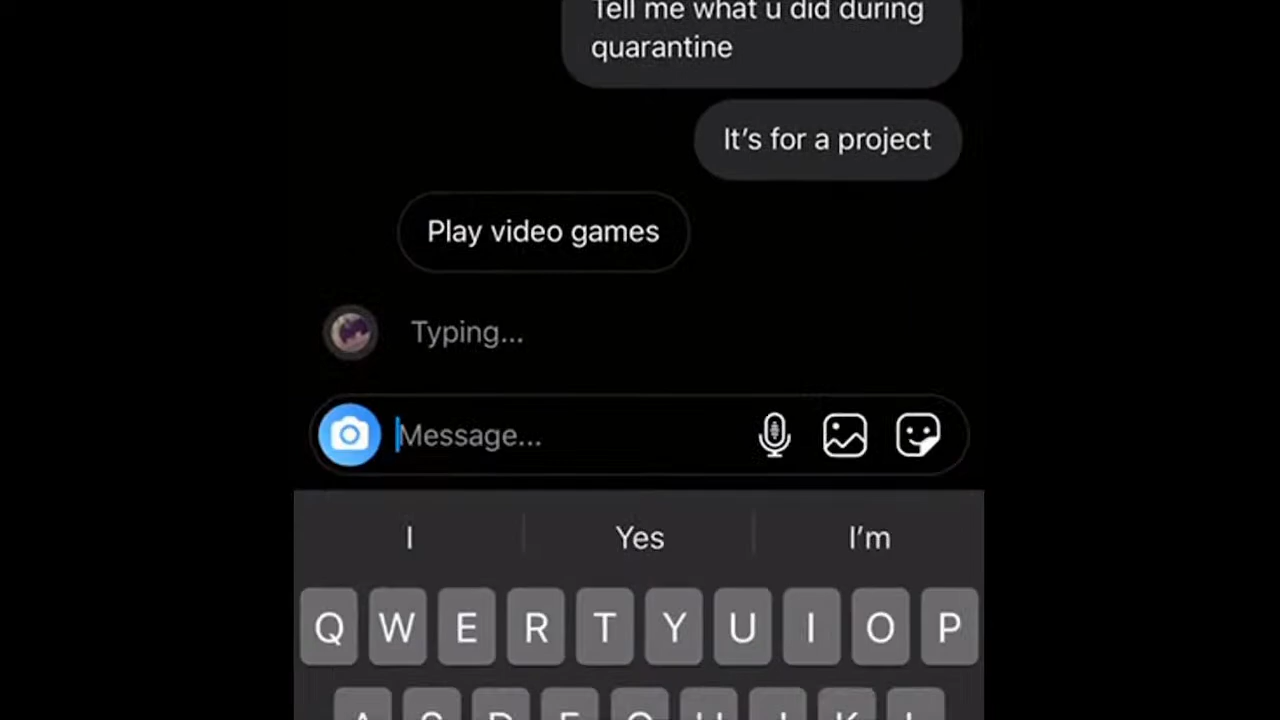 Tell me what u did during
quarantine
It’s for a project
Play video games
Typing...
Message...
I Yes I’m
Q W E R T Y U I O P
A S D F G H J K L